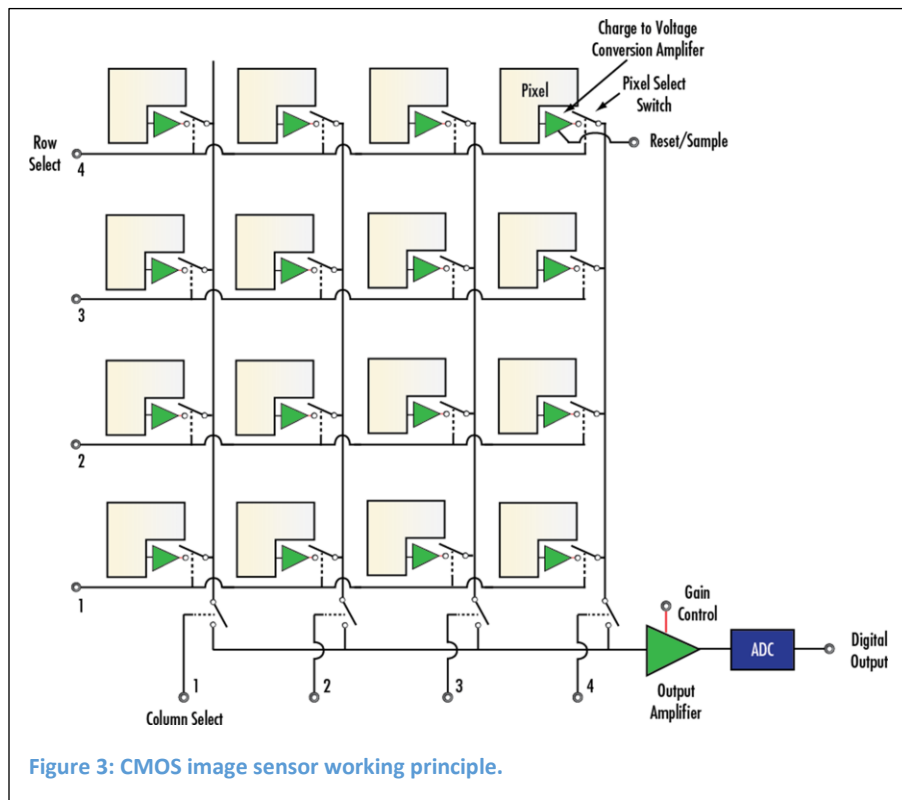 Charge to Voltage
Conversion Amplifer
Pixel
Pixel Select
Switch
Row
Select
4
Reset/Sample
3
2
1
Gain
Control
ADC
Digital
Output
1
2
3
4
Output
Amplifier
Column Select
Figure 3: CMOS image sensor working principle.